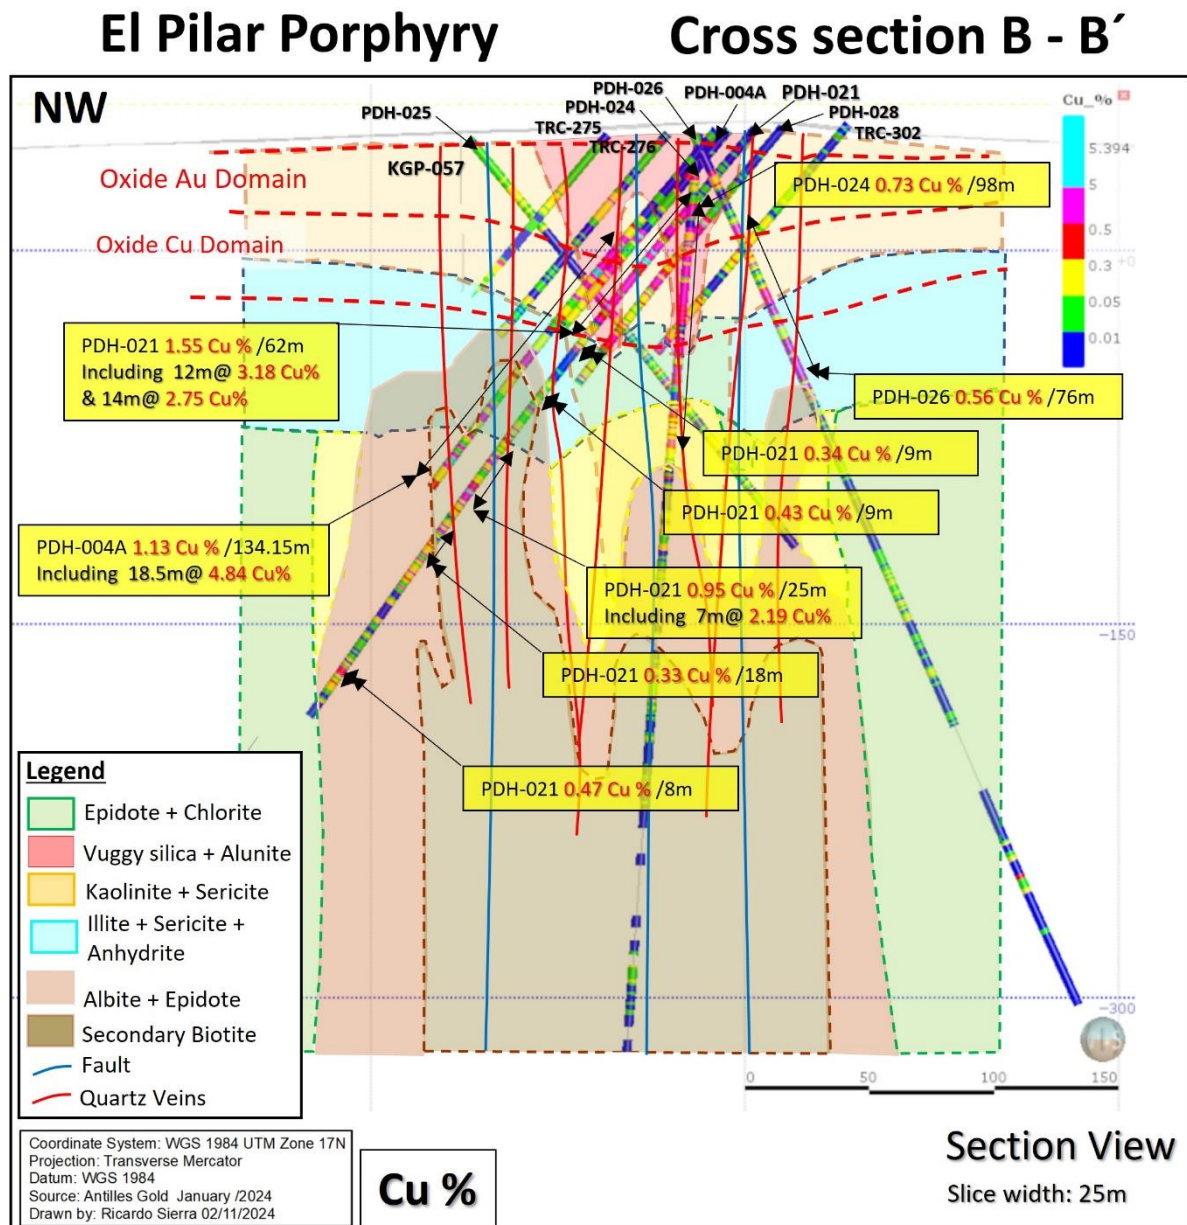 El Pilar Porphyry
Cross section B - B´
NW
PDH-025
KGP-057
PDH-026
PDH-024
TRC-275
TRC-276
PDH-004A
PDH-021
PDH-028
TRC-302
Cu_%
5.394
5
0.5
0.3
0.05
0.01
Oxide Au Domain
Oxide Cu Domain
+0
-150
-300
PDH-024 0.73 Cu % /98m
PDH-021 1.55 Cu % /62m
Including 12m@ 3.18 Cu%
& 14m@ 2.75 Cu%
PDH-026 0.56 Cu % /76m
PDH-021 0.34 Cu % /9m
PDH-021 0.43 Cu % /9m
PDH-004A 1.13 Cu % /134.15m
Including 18.5m@ 4.84 Cu%
PDH-021 0.95 Cu % /25m
Including 7m@ 2.19 Cu%
PDH-021 0.33 Cu % /18m
PDH-021 0.47 Cu % /8m
Legend
Epidote + Chlorite
Vuggy silica + Alunite
Kaolinite + Sericite
Illite + Sericite +
Anhydrite
Albite + Epidote
Secondary Biotite
Fault
Quartz Veins
0 50 100 150
Coordinate System: WGS 1984 UTM Zone 17N
Projection: Transverse Mercator
Datum: WGS 1984
Source: Antilles Gold January /2024
Drawn by: Ricardo Sierra 02/11/2024
Cu %
Section View
Slice width: 25m